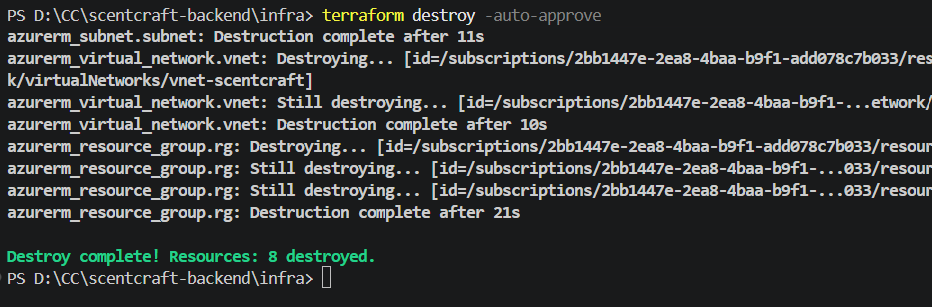 PS D:\CC\scentcraft-backend\infra> terraform destroy -auto-approve
azurerm_subnet.subnet: Destruction complete after 11s
azurerm_virtual_network.vnet: Destroying... [id=/subscriptions/2bb1447e-2ea8-4baa-b9f1-add078c7b033/res
k/virtualNetworks/vnet-scentcraft]
azurerm_virtual_network.vnet: Still destroying... [id=/subscriptions/2bb1447e-2ea8-4baa-b9f1-...etwork/
azurerm_virtual_network.vnet: Destruction complete after 10s
azurerm_resource_group.rg: Destroying... [id=/subscriptions/2bb1447e-2ea8-4baa-b9f1-add078c7b033/resour
azurerm_resource_group.rg: Still destroying... [id=/subscriptions/2bb1447e-2ea8-4baa-b9f1-...033/resour
azurerm_resource_group.rg: Still destroying... [id=/subscriptions/2bb1447e-2ea8-4baa-b9f1-...033/resour
azurerm_resource_group.rg: Destruction complete after 21s
Destroy complete! Resources: 8 destroyed.
PS D:\CC\scentcraft-backend\infra>